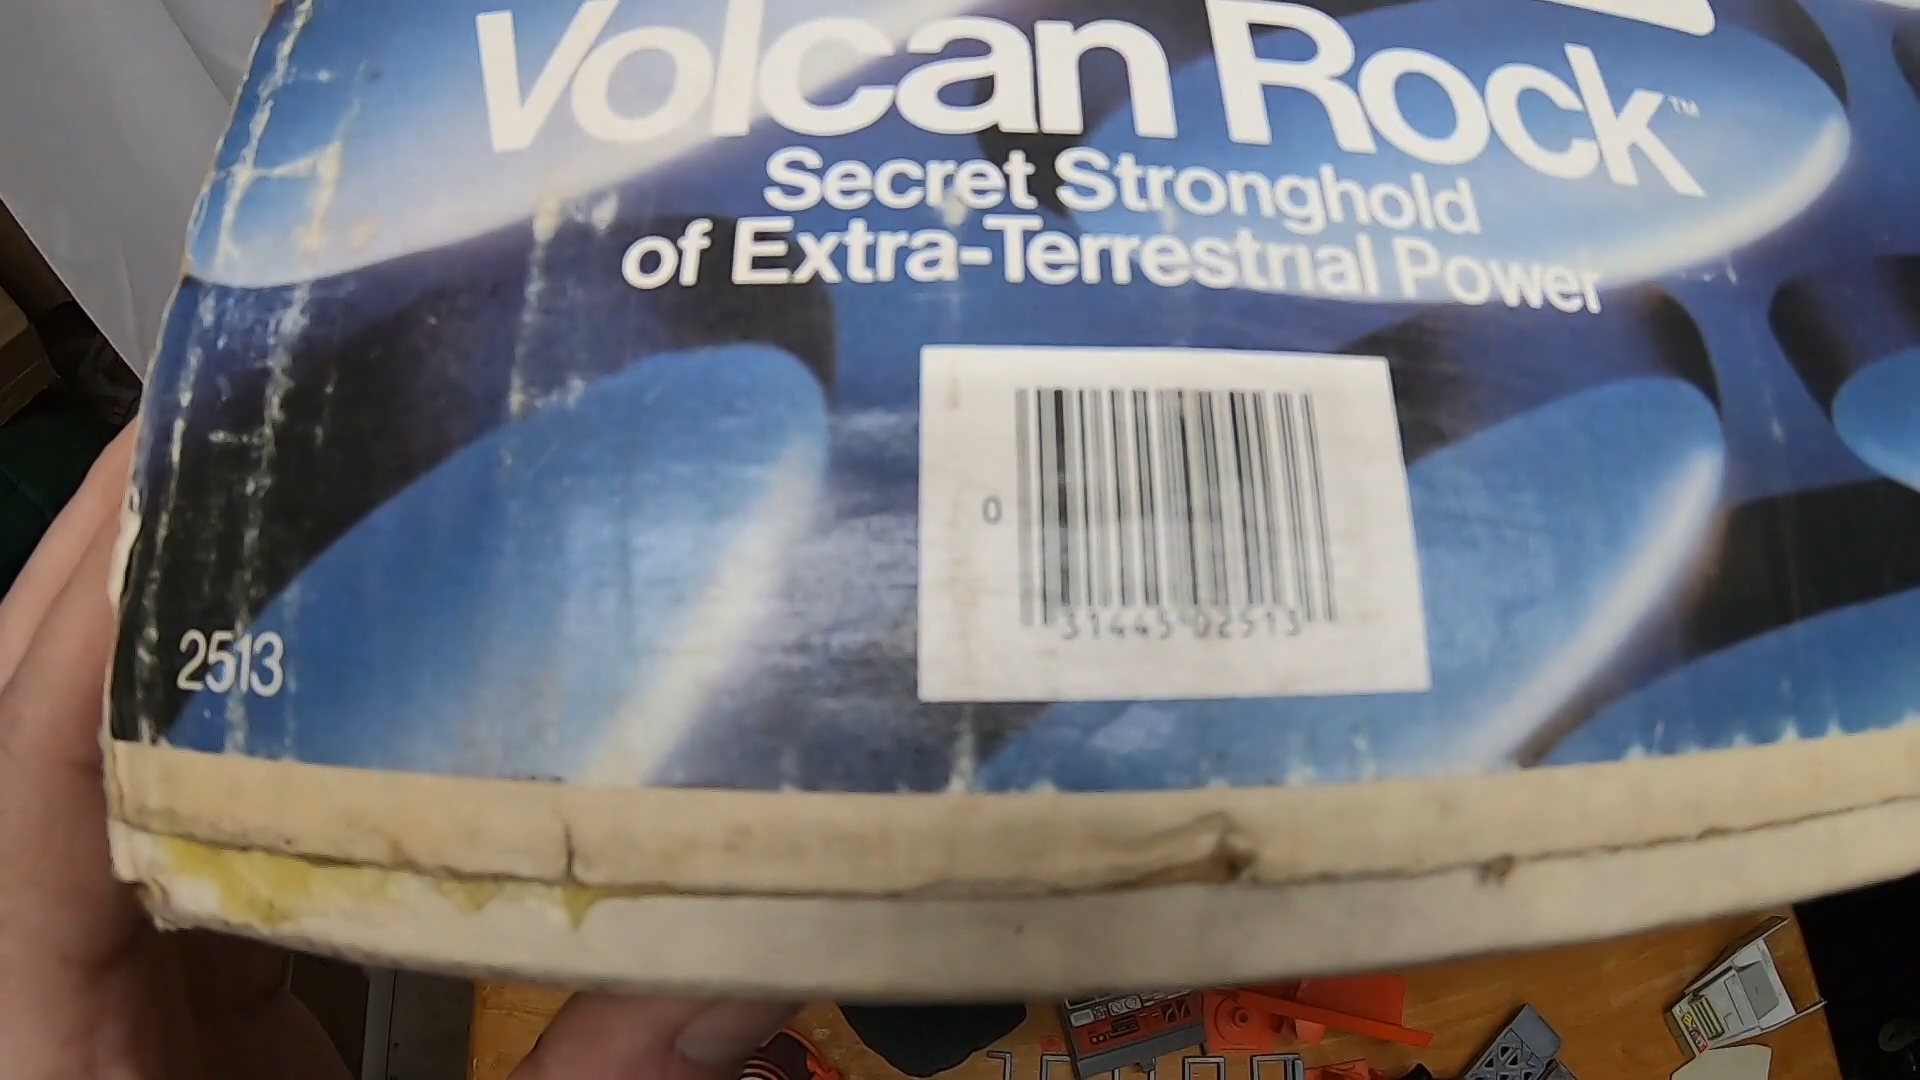 Volcan Rock™
Secret Stronghold
of Extra-Terrestrial Power
0
31445 02513
2513